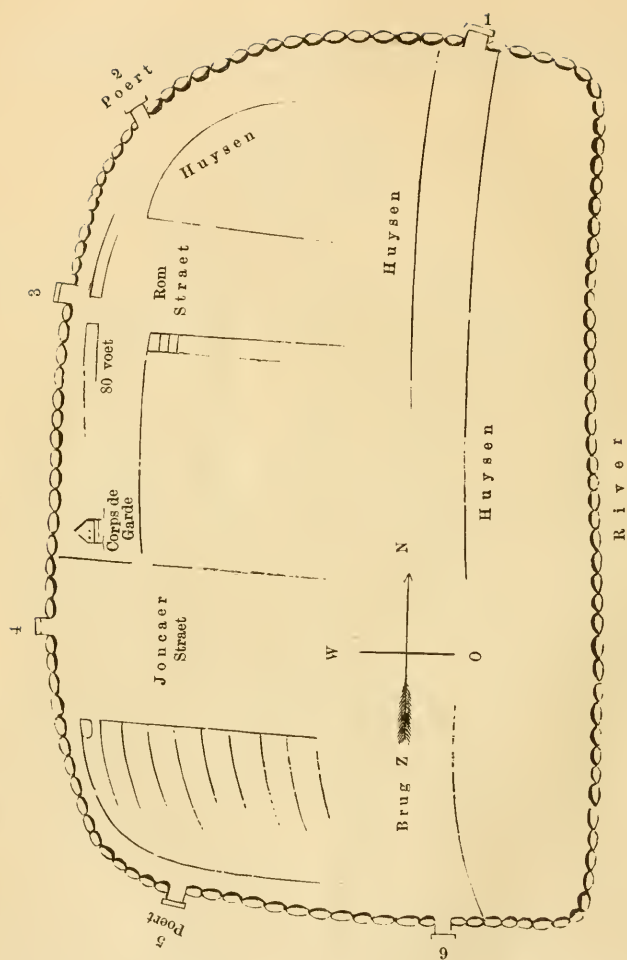 1
2
Poert
Huysen
3
Rom
Straet
80 voet
Huysen
Corps de
Garde
Huysen
4
Joncaer
Straet
N
W
O
Brug Z
River
5
Poert
6